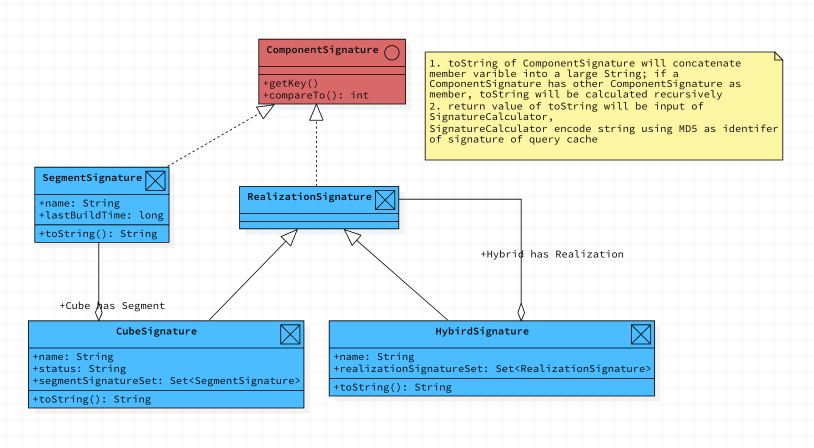 ComponentSignature
+getKey()
+compareTo(): int
1. toString of ComponentSignature will concatenate
member varible into a large String; if a
ComponentSignature has other ComponentSignature as
member, toString will be calculated recursively
2. return value of toString will be input of
SignatureCalculator,
SignatureCalculator encode string using MD5 as identifer
of signature of query cache
SegmentSignature
+name: String
+lastBuildTime: long
+toString(): String
RealizationSignature
+Hybrid has Realization
+Cube has Segment
CubeSignature
+name: String
+status: String
+segmentSignatureSet: Set<SegmentSignature>
+toString(): String
HybirdSignature
+name: String
+realizationSignatureSet: Set<RealizationSignature>
+toString(): String